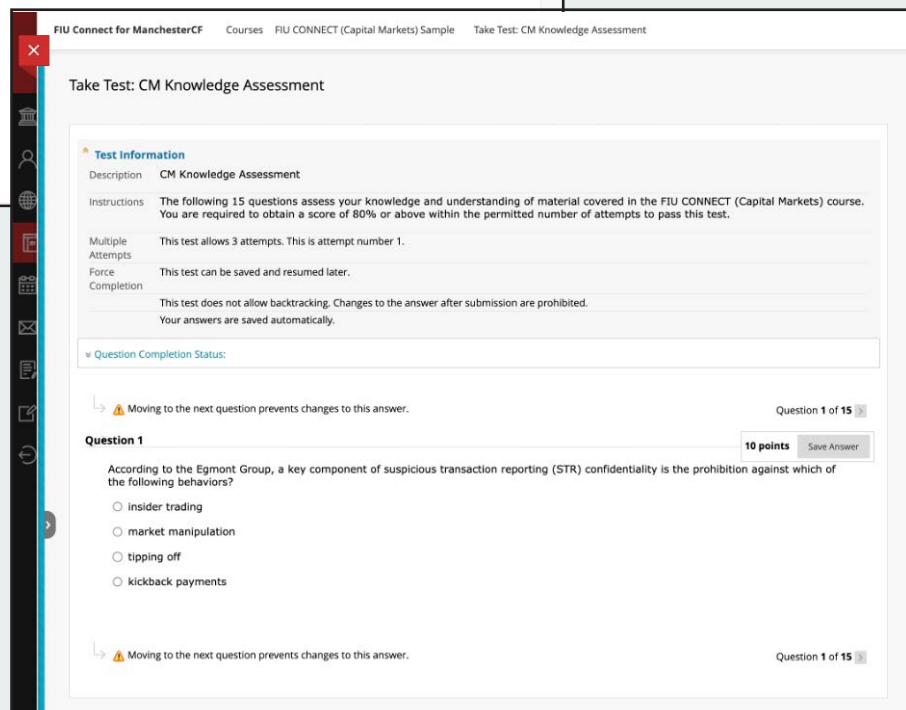 FIU Connect for ManchesterCF Courses FIU CONNECT (Capital Markets) Sample Take Test: CM Knowledge Assessment
Take Test: CM Knowledge Assessment
Test Information
Description CM Knowledge Assessment
Instructions The following 15 questions assess your knowledge and understanding of material covered in the FIU CONNECT (Capital Markets) course.
You are required to obtain a score of 80% or above within the permitted number of attempts to pass this test.
Multiple This test allows 3 attempts. This is attempt number 1.
Attempts
Force This test can be saved and resumed later.
Completion
This test does not allow backtracking. Changes to the answer after submission are prohibited.
Your answers are saved automatically.
Question Completion Status:
Moving to the next question prevents changes to this answer. Question 1 of 15
Question 1
10 points Save Answer
According to the Egmont Group, a key component of suspicious transaction reporting (STR) confidentiality is the prohibition against which of
the following behaviors?
insider trading
market manipulation
tipping off
kickback payments
Moving to the next question prevents changes to this answer. Question 1 of 15